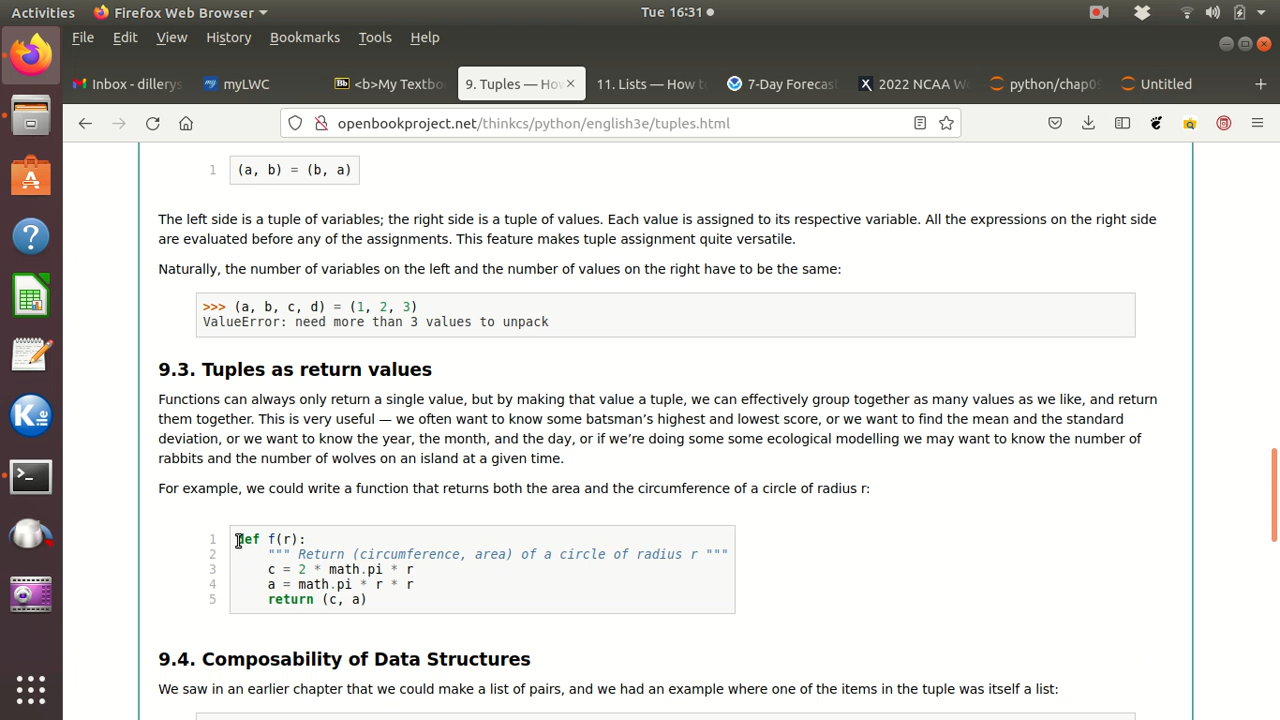 Activities Firefox Web Browser Tue 16:31
File Edit View History Bookmarks Tools Help
Inbox - dillerys myLWC <b>My Textbo 9. Tuples — How 11. Lists — How t 7-Day Forecast 2022 NCAA Wo python/chap09 Untitled
openbookproject.net/thinkcs/python/english3e/tuples.html
1 (a, b) = (b, a)
The left side is a tuple of variables; the right side is a tuple of values. Each value is assigned to its respective variable. All the expressions on the right side
are evaluated before any of the assignments. This feature makes tuple assignment quite versatile.
Naturally, the number of variables on the left and the number of values on the right have to be the same:
>>> (a, b, c, d) = (1, 2, 3)
ValueError: need more than 3 values to unpack
9.3. Tuples as return values
Functions can always only return a single value, but by making that value a tuple, we can effectively group together as many values as we like, and return
them together. This is very useful — we often want to know some batsman’s highest and lowest score, or we want to find the mean and the standard
deviation, or we want to know the year, the month, and the day, or if we’re doing some some ecological modelling we may want to know the number of
rabbits and the number of wolves on an island at a given time.
For example, we could write a function that returns both the area and the circumference of a circle of radius r:
1 def f(r):
2 """ Return (circumference, area) of a circle of radius r """
3 c = 2 * math.pi * r
4 a = math.pi * r * r
5 return (c, a)
9.4. Composability of Data Structures
We saw in an earlier chapter that we could make a list of pairs, and we had an example where one of the items in the tuple was itself a list: